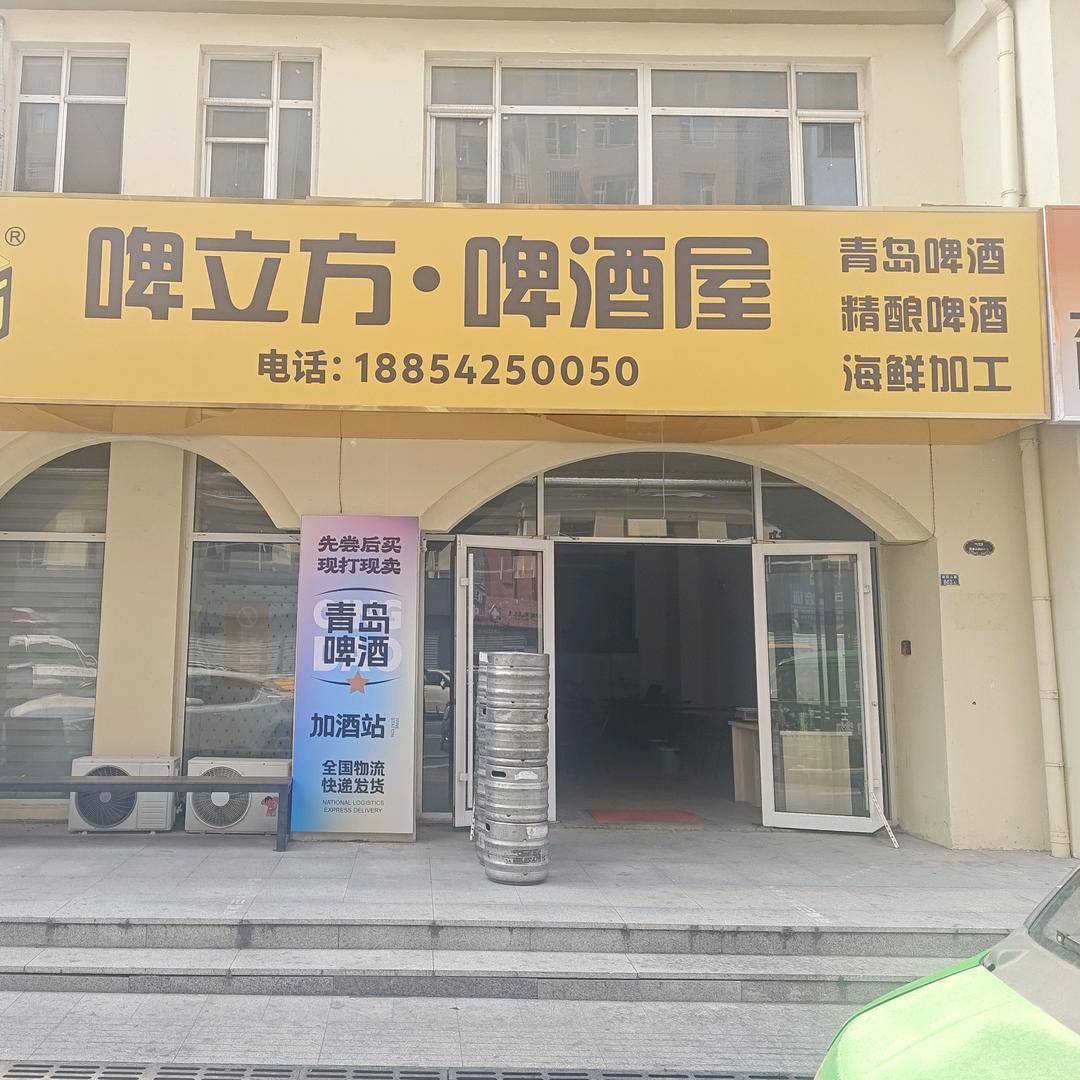 ®
啤立方·啤酒屋
电话：18854250050
青岛啤酒
精酿啤酒
海鲜加工
先尝后买
现打现卖
QINGDAO
青岛
啤酒
加酒站
全国物流
快递发货
NATIONAL LOGISTICS
EXPRESS DELIVERY